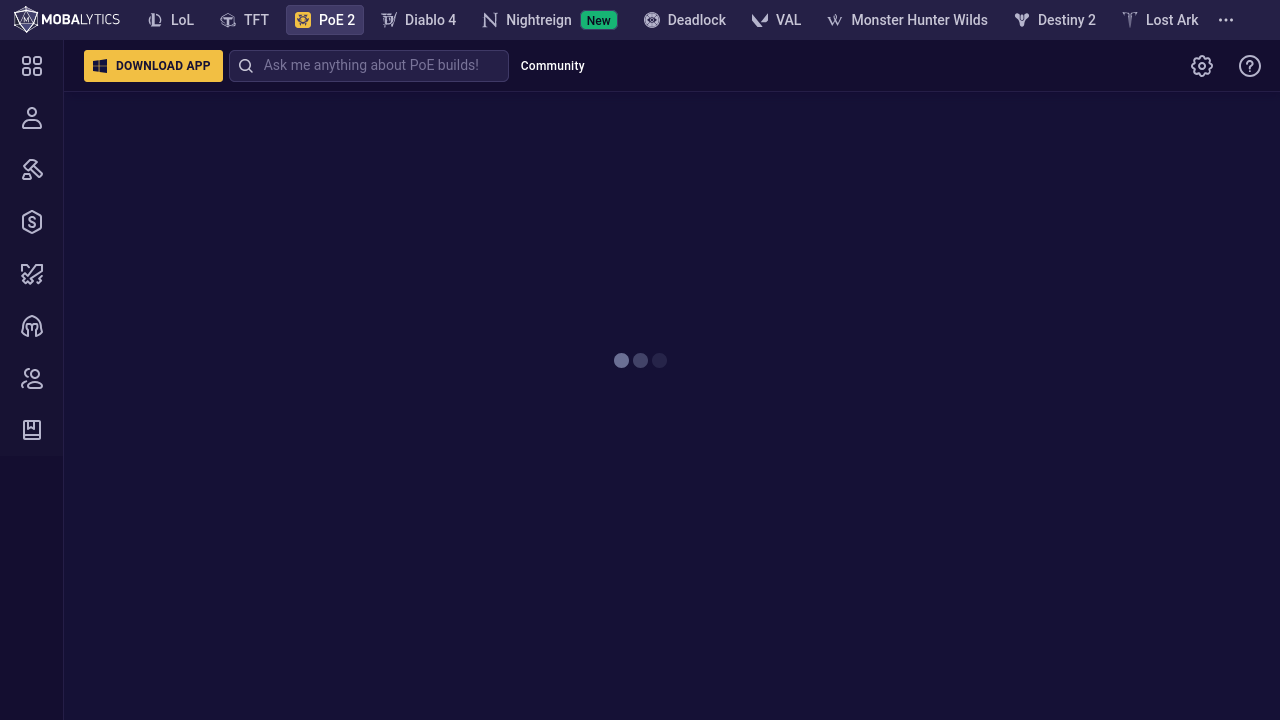 MOBALYTICS
LoL
TFT
PoE 2
Diablo 4
Nightreign New
Deadlock
VAL
Monster Hunter Wilds
Destiny 2
Lost Ark
DOWNLOAD APP
Ask me anything about PoE builds!
Community